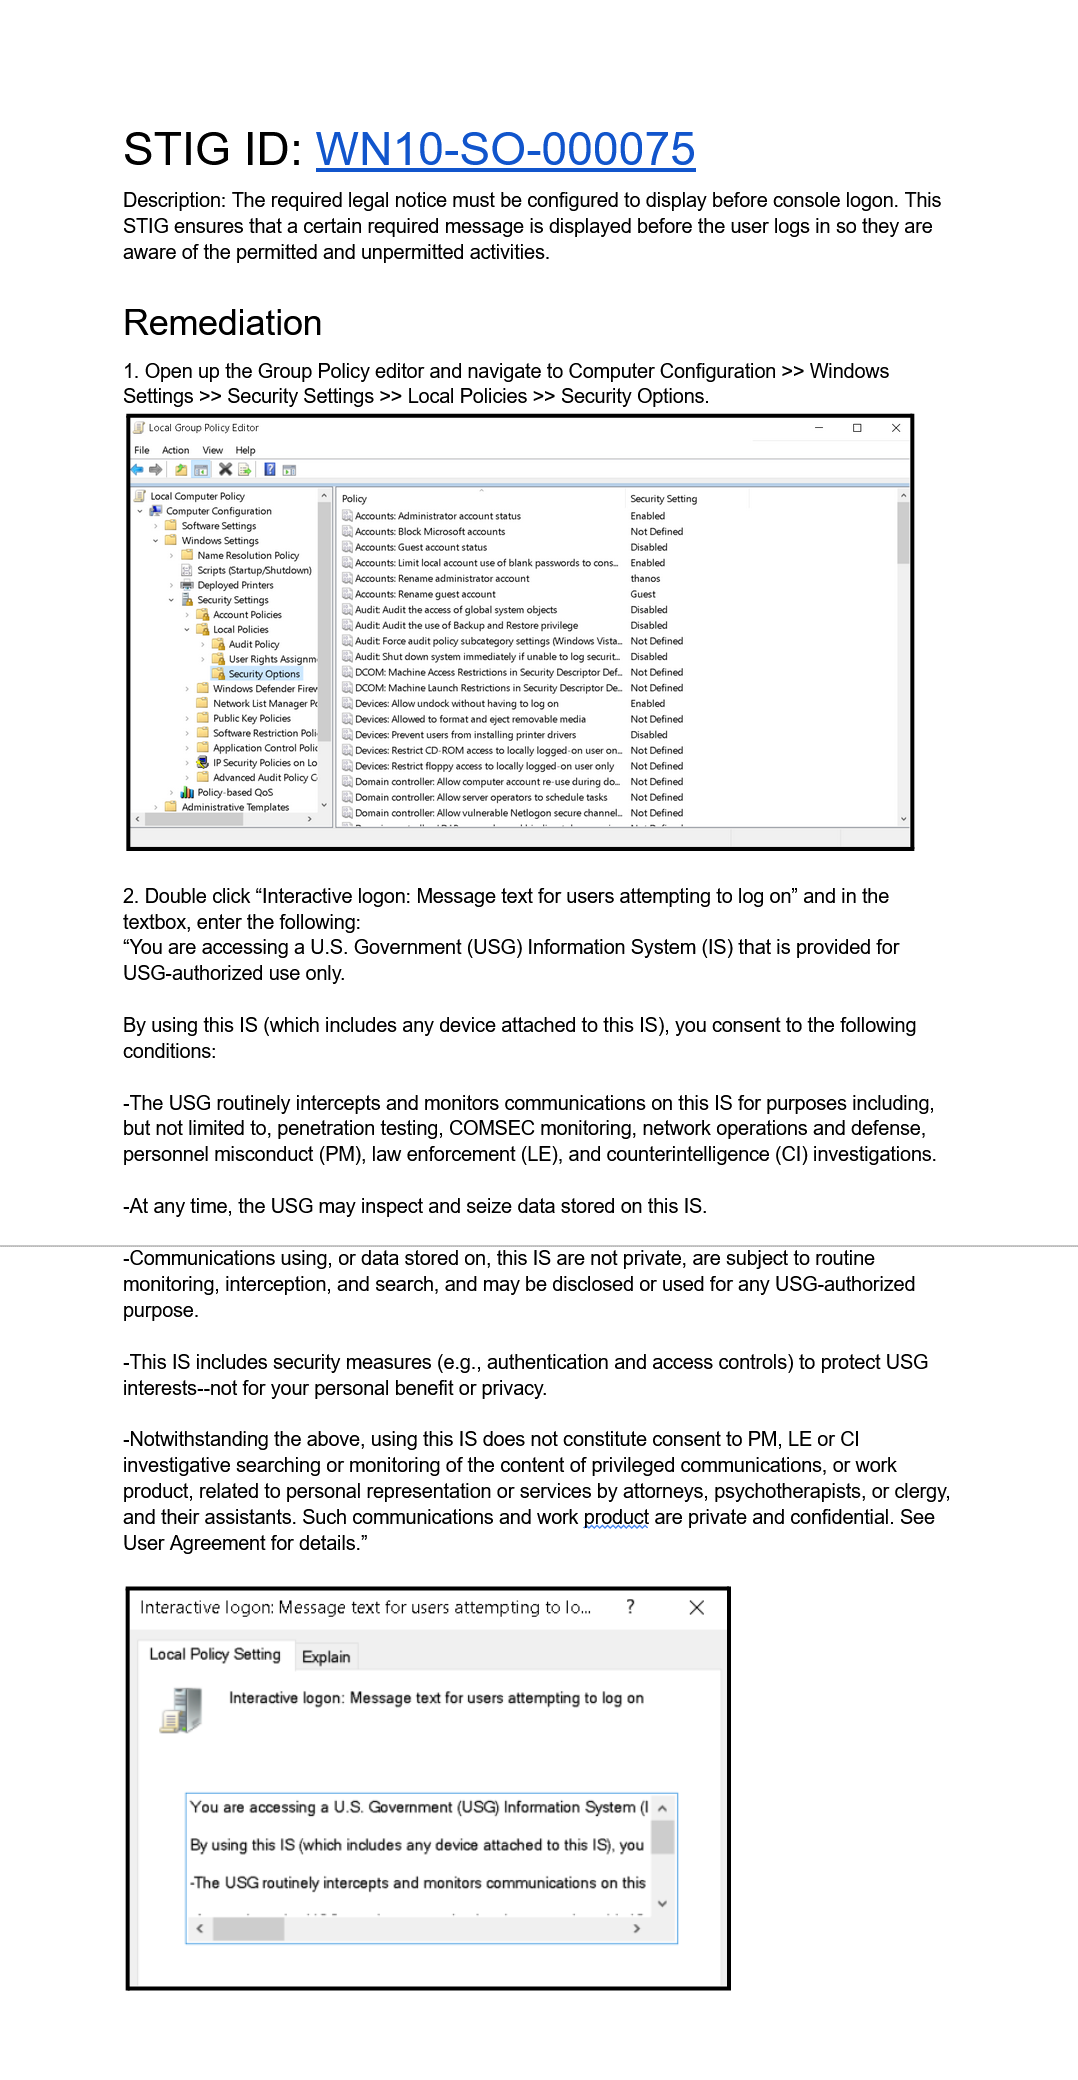 STIG ID: WN10-SO-000075
Description: The required legal notice must be configured to display before console logon. This
STIG ensures that a certain required message is displayed before the user logs in so they are
aware of the permitted and unpermitted activities.
Remediation
1. Open up the Group Policy editor and navigate to Computer Configuration >> Windows
Settings >> Security Settings >> Local Policies >> Security Options.
Local Group Policy Editor
File Action View Help
Local Computer Policy
Computer Configuration
Software Settings
Windows Settings
Name Resolution Policy
Scripts (Startup/Shutdown)
Deployed Printers
Security Settings
Account Policies
Local Policies
Audit Policy
User Rights Assignm
Security Options
Windows Defender Firew
Network List Manager Po
Public Key Policies
Software Restriction Poli
Application Control Polic
IP Security Policies on Lo
Advanced Audit Policy C
Policy-based QoS
Administrative Templates
Policy Security Setting
Accounts: Administrator account status Enabled
Accounts: Block Microsoft accounts Not Defined
Accounts: Guest account status Disabled
Accounts: Limit local account use of blank passwords to cons... Enabled
Accounts: Rename administrator account thanos
Accounts: Rename guest account Guest
Audit: Audit the access of global system objects Disabled
Audit: Audit the use of Backup and Restore privilege Disabled
Audit: Force audit policy subcategory settings (Windows Vista... Not Defined
Audit: Shut down system immediately if unable to log securit... Disabled
DCOM: Machine Access Restrictions in Security Descriptor Def... Not Defined
DCOM: Machine Launch Restrictions in Security Descriptor De... Not Defined
Devices: Allow undock without having to log on Enabled
Devices: Allowed to format and eject removable media Not Defined
Devices: Prevent users from installing printer drivers Disabled
Devices: Restrict CD-ROM access to locally logged-on user on... Not Defined
Devices: Restrict floppy access to locally logged-on user only Not Defined
Domain controller: Allow computer account re-use during do... Not Defined
Domain controller: Allow server operators to schedule tasks Not Defined
Domain controller: Allow vulnerable Netlogon secure channel... Not Defined
2. Double click “Interactive logon: Message text for users attempting to log on” and in the
textbox, enter the following:
“You are accessing a U.S. Government (USG) Information System (IS) that is provided for
USG-authorized use only.
By using this IS (which includes any device attached to this IS), you consent to the following
conditions:
-The USG routinely intercepts and monitors communications on this IS for purposes including,
but not limited to, penetration testing, COMSEC monitoring, network operations and defense,
personnel misconduct (PM), law enforcement (LE), and counterintelligence (CI) investigations.
-At any time, the USG may inspect and seize data stored on this IS.
-Communications using, or data stored on, this IS are not private, are subject to routine
monitoring, interception, and search, and may be disclosed or used for any USG-authorized
purpose.
-This IS includes security measures (e.g., authentication and access controls) to protect USG
interests--not for your personal benefit or privacy.
-Notwithstanding the above, using this IS does not constitute consent to PM, LE or CI
investigative searching or monitoring of the content of privileged communications, or work
product, related to personal representation or services by attorneys, psychotherapists, or clergy,
and their assistants. Such communications and work product are private and confidential. See
User Agreement for details.”
Interactive logon: Message text for users attempting to lo... ?
Local Policy Setting Explain
Interactive logon: Message text for users attempting to log on
You are accessing a U.S. Government (USG) Information System (I
By using this IS (which includes any device attached to this IS), you
-The USG routinely intercepts and monitors communications on this